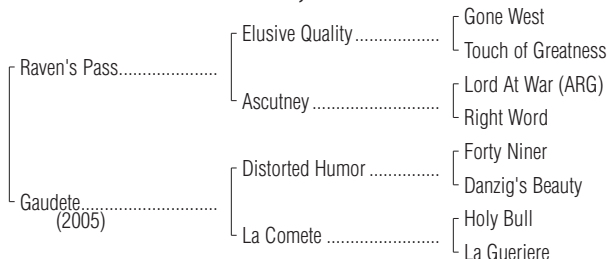 Gone West
Elusive Quality..................
Touch of Greatness
Raven's Pass.....................
Lord At War (ARG)
Ascutney ...........................
Right Word
Forty Niner
Distorted Humor ...............
Danzig's Beauty
Gaudete.............................
(2005)
Holy Bull
La Comete ........................
La Gueriere